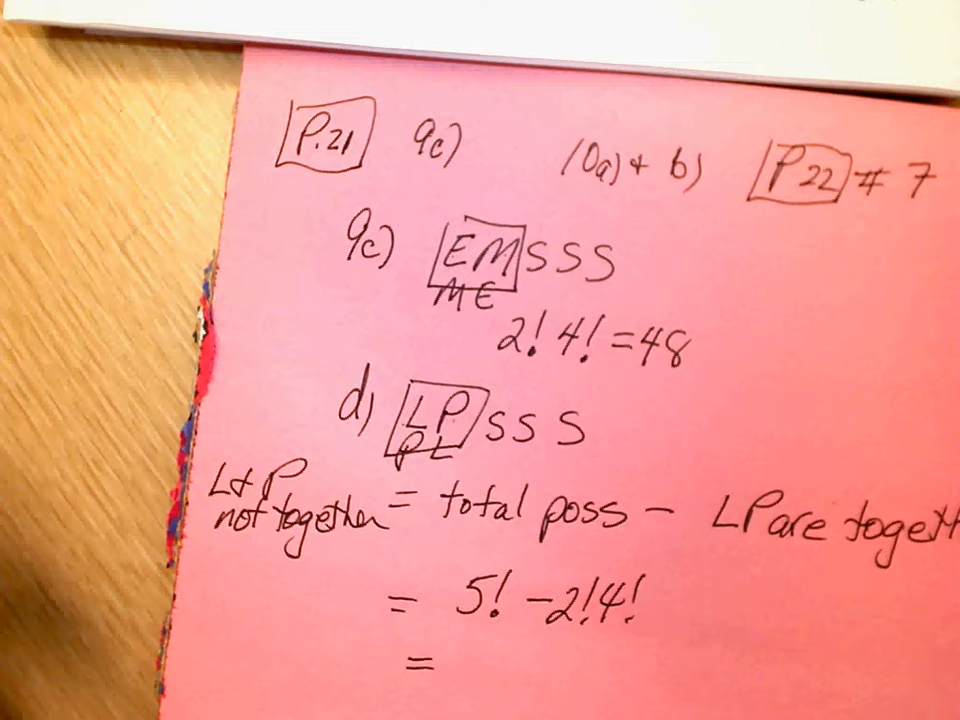 P.21 9c) 10a) + b) P 22 # 7
9c) EM S S S
ME
2! 4! = 48
d) LP S S S
PL
L & P
not together = total poss - LP are togeth
= 5! - 2!4!
=